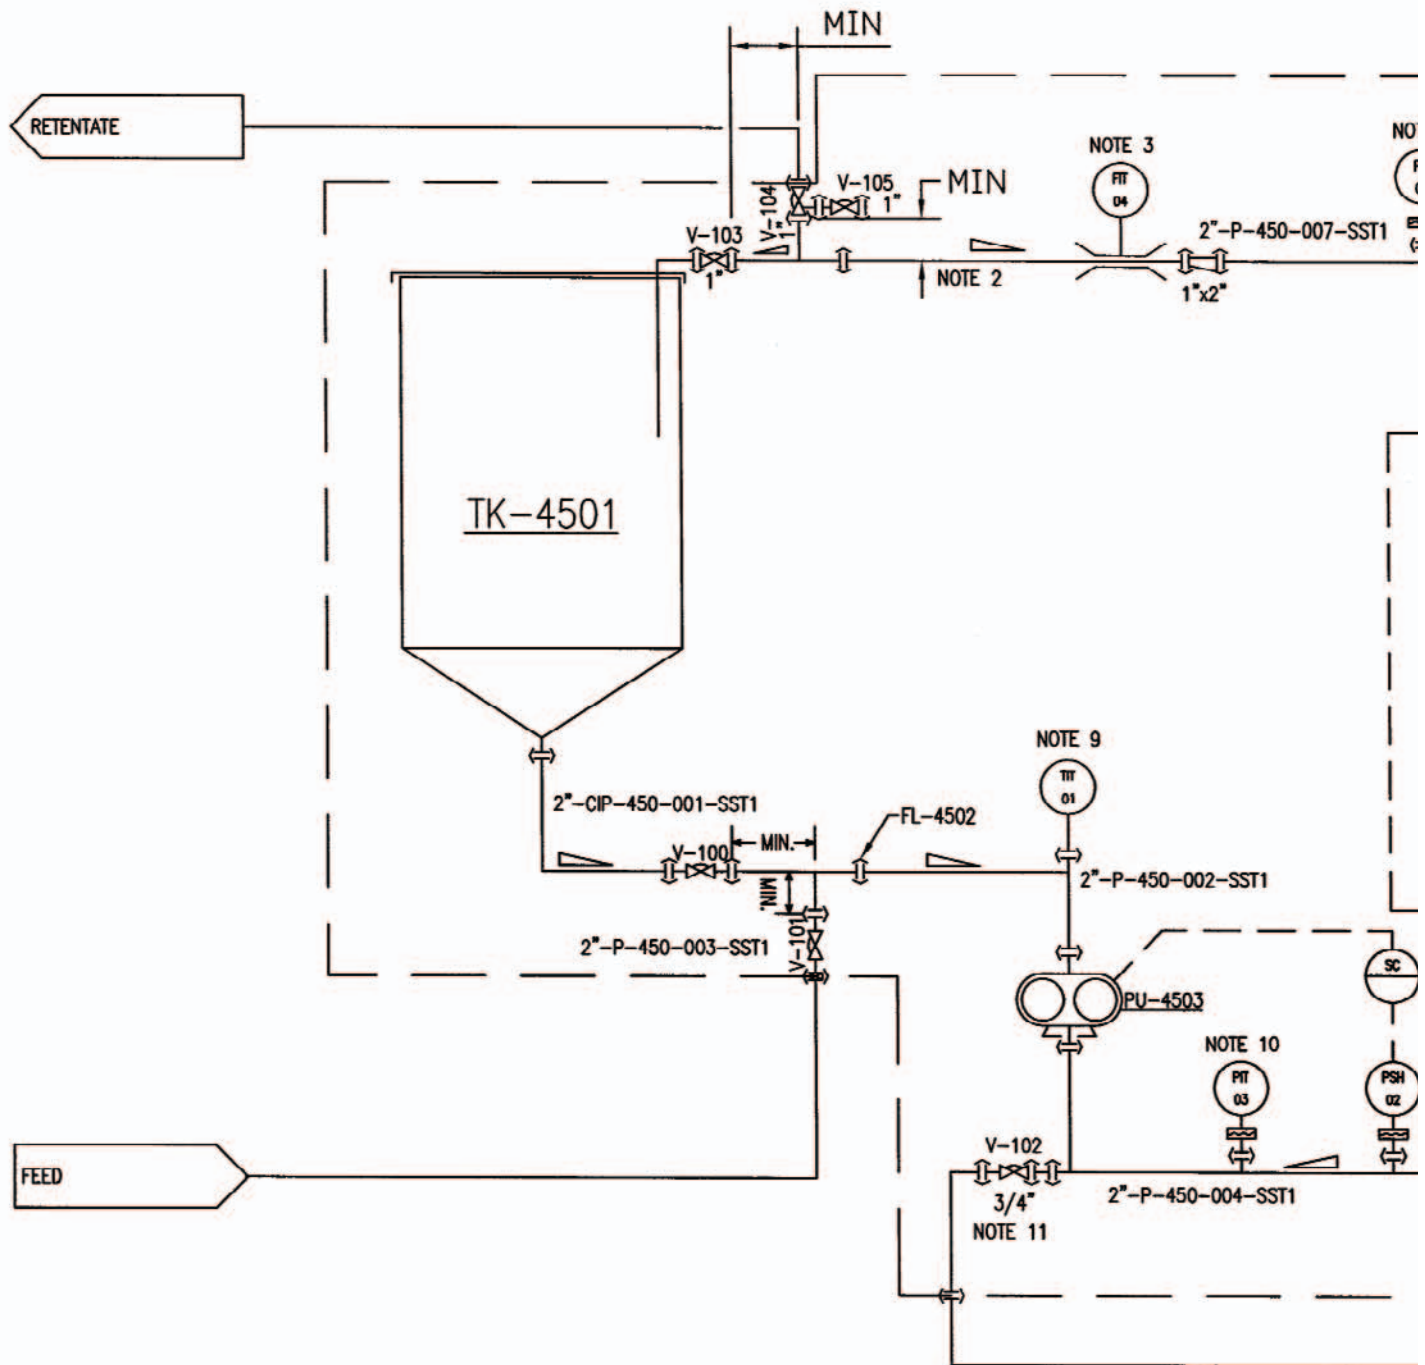 MIN
RETENTATE
NOTE 3
FIT
04
V-105
1"
MIN
V-104
1"
V-103
1"
2"-P-450-007-SST1
NOTE 2
1"x2"
TK-4501
NOTE 9
TIT
01
2"-CIP-450-001-SST1
FL-4502
V-100
MIN.
MIN.
2"-P-450-002-SST1
2"-P-450-003-SST1
V-101
SC
PU-4503
NOTE 10
PIT
03
PSH
02
V-102
FEED
3/4"
2"-P-450-004-SST1
NOTE 11